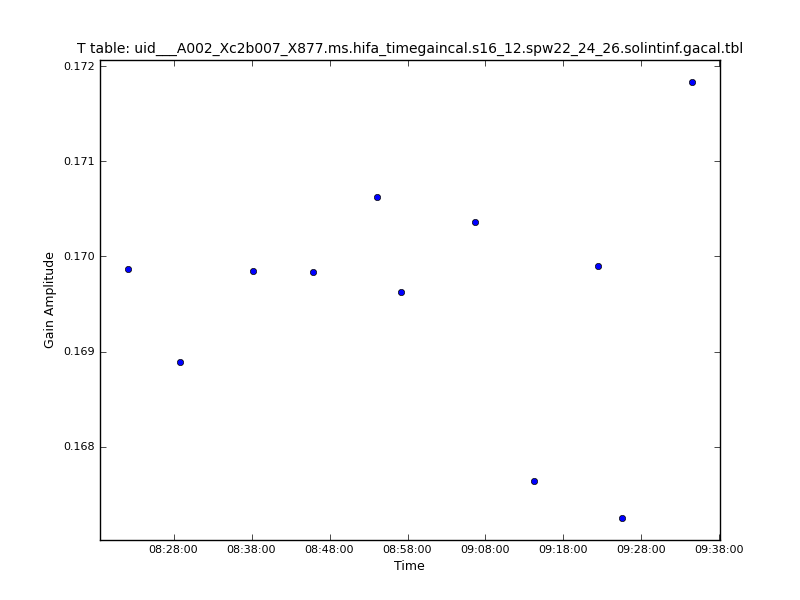 T table: uid___A002_Xc2b007_X877.ms.hifa_timegaincal.s16_12.spw22_24_26.solintinf.gacal.tbl
0.172
0.171
0.170
0.169
0.168
Gain Amplitude
08:28:00 08:38:00 08:48:00 08:58:00 09:08:00 09:18:00 09:28:00 09:38:00
Time